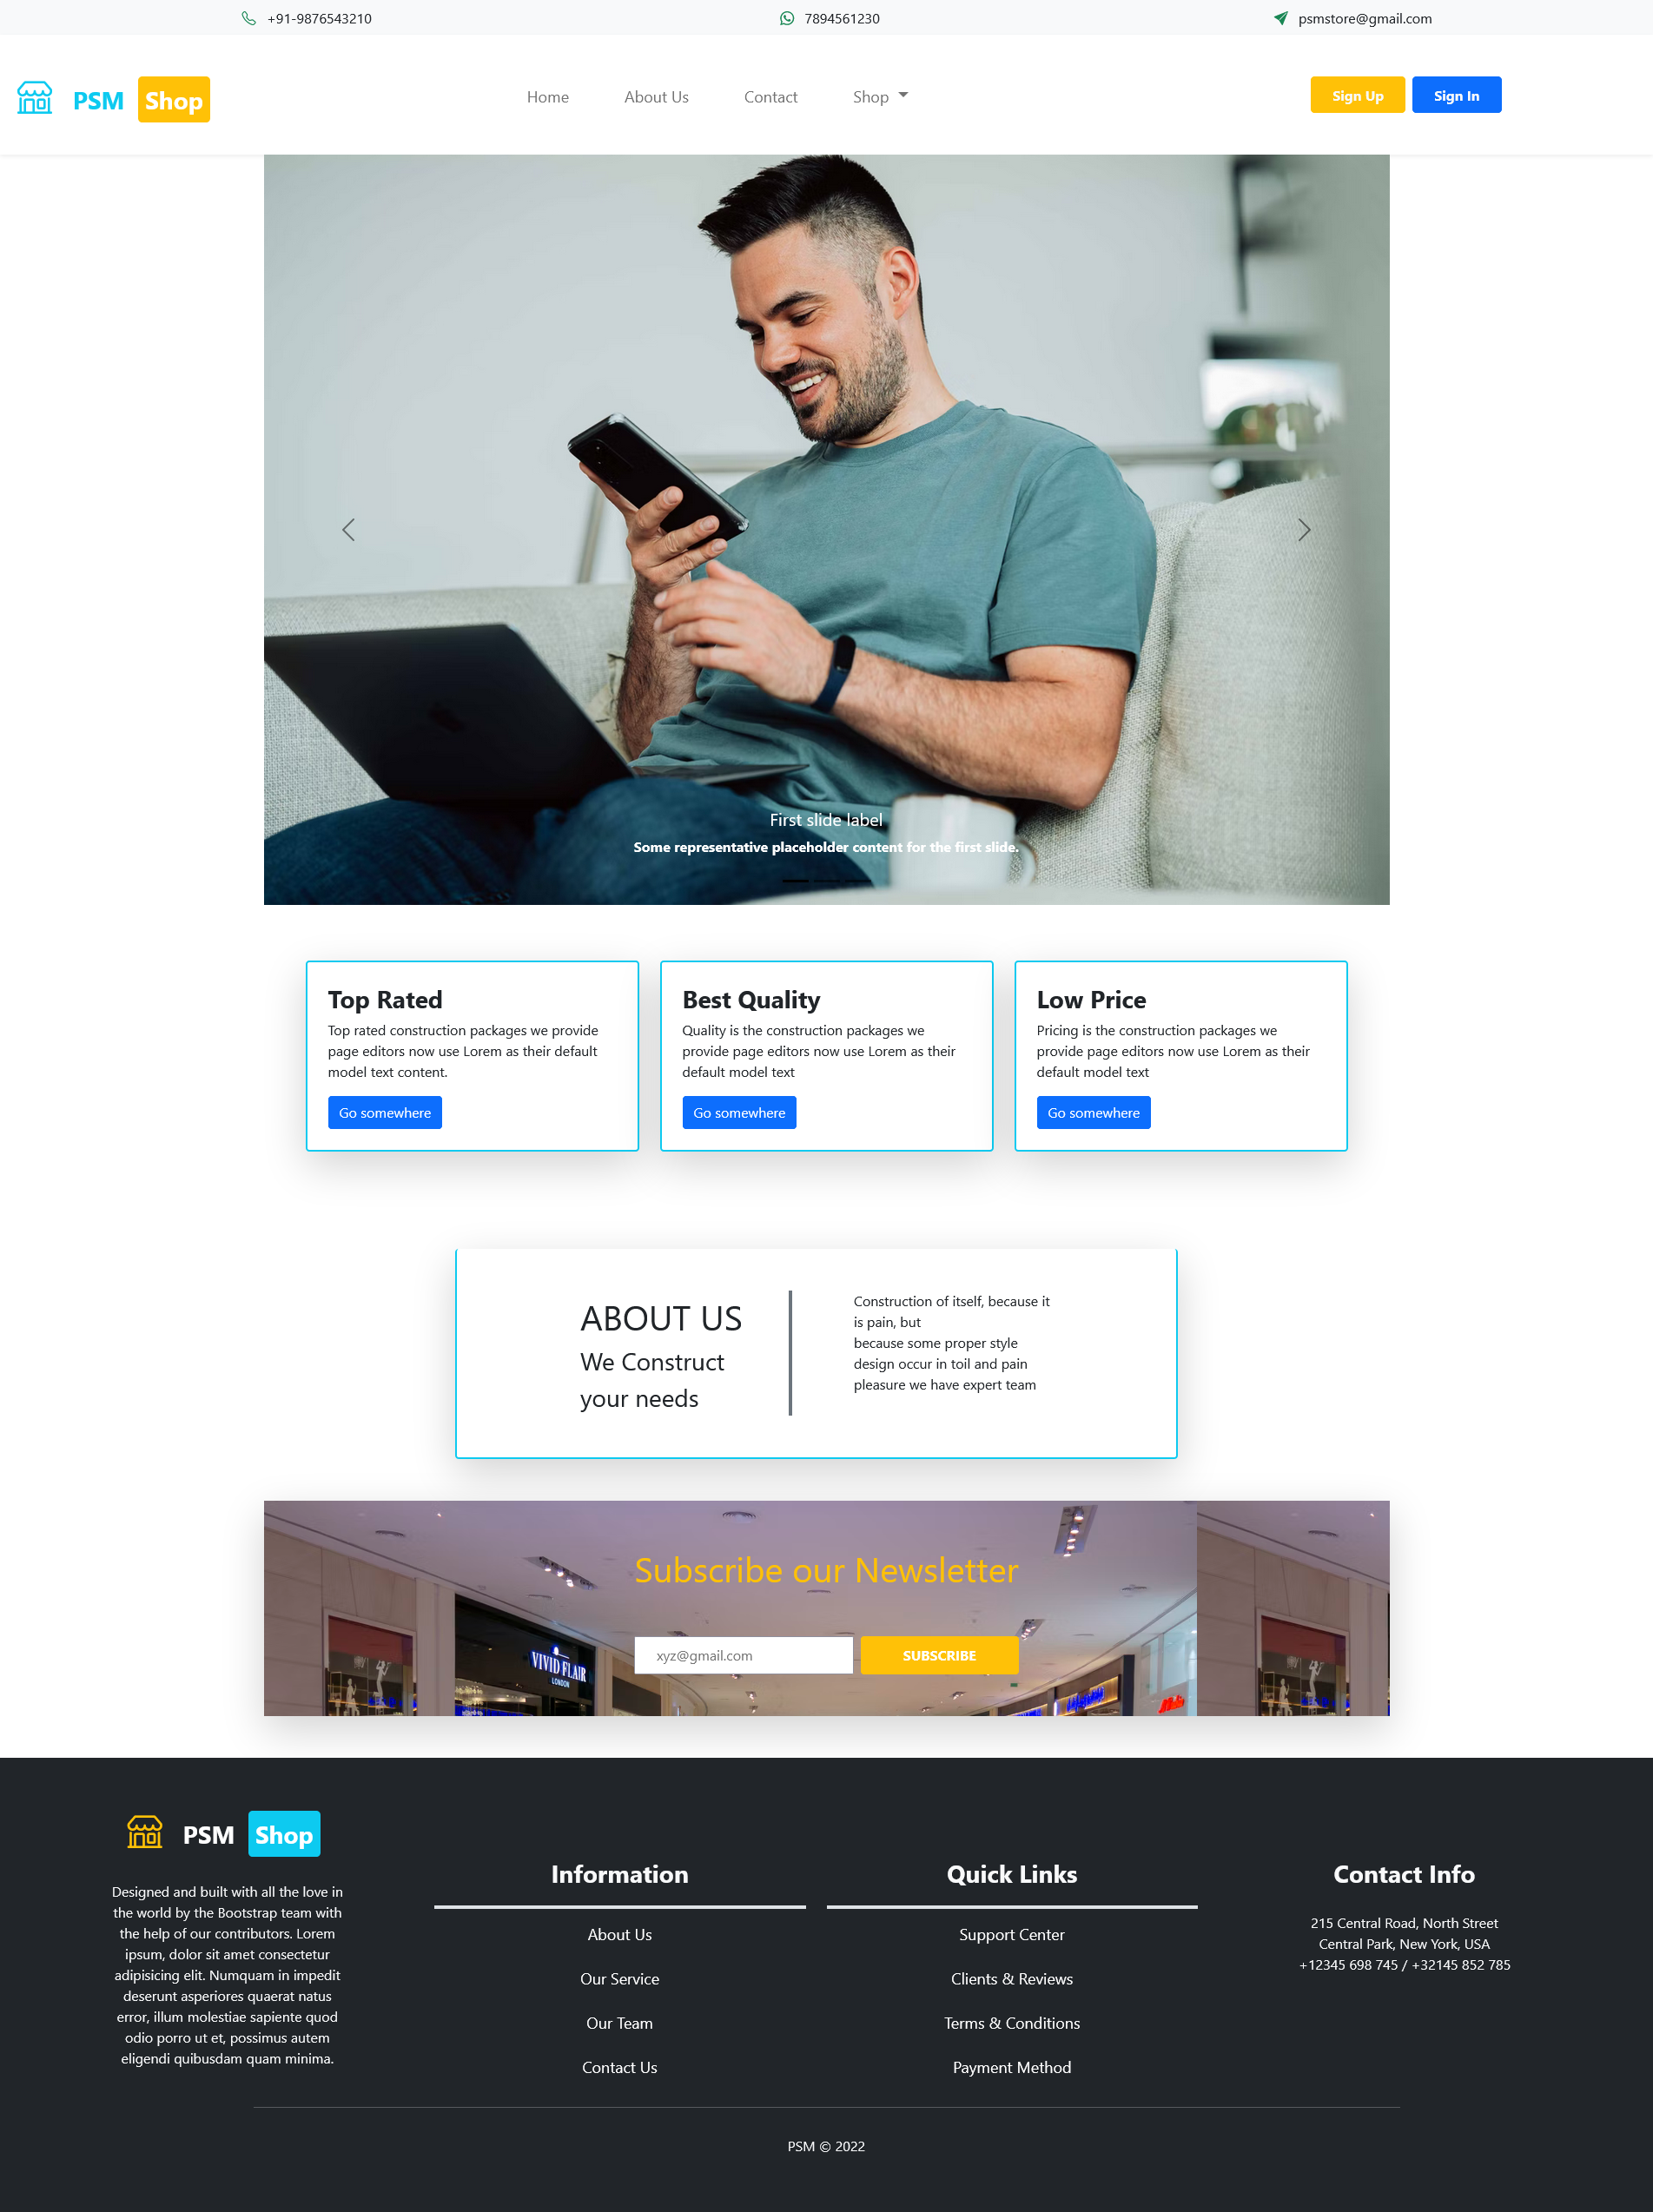 +91-9876543210
7894561230
psmstore@gmail.com
PSM Shop
Home
About Us
Contact
Shop
Sign Up
Sign In
First slide label
Some representative placeholder content for the first slide.
Top Rated
Top rated construction packages we provide
page editors now use Lorem as their default
model text content.
Go somewhere
Best Quality
Quality is the construction packages we
provide page editors now use Lorem as their
default model text
Go somewhere
Low Price
Pricing is the construction packages we
provide page editors now use Lorem as their
default model text
Go somewhere
ABOUT US
We Construct
your needs
Construction of itself, because it
is pain, but
because some proper style
design occur in toil and pain
pleasure we have expert team
Subscribe our Newsletter
xyz@gmail.com
SUBSCRIBE
VIVID FLAIR
LONDON
PSM Shop
Designed and built with all the love in
the world by the Bootstrap team with
the help of our contributors. Lorem
ipsum, dolor sit amet consectetur
adipisicing elit. Numquam in impedit
deserunt asperiores quaerat natus
error, illum molestiae sapiente quod
odio porro ut et, possimus autem
eligendi quibusdam quam minima.
Information
About Us
Our Service
Our Team
Contact Us
Quick Links
Support Center
Clients & Reviews
Terms & Conditions
Payment Method
Contact Info
215 Central Road, North Street
Central Park, New York, USA
+12345 698 745 / +32145 852 785
PSM © 2022